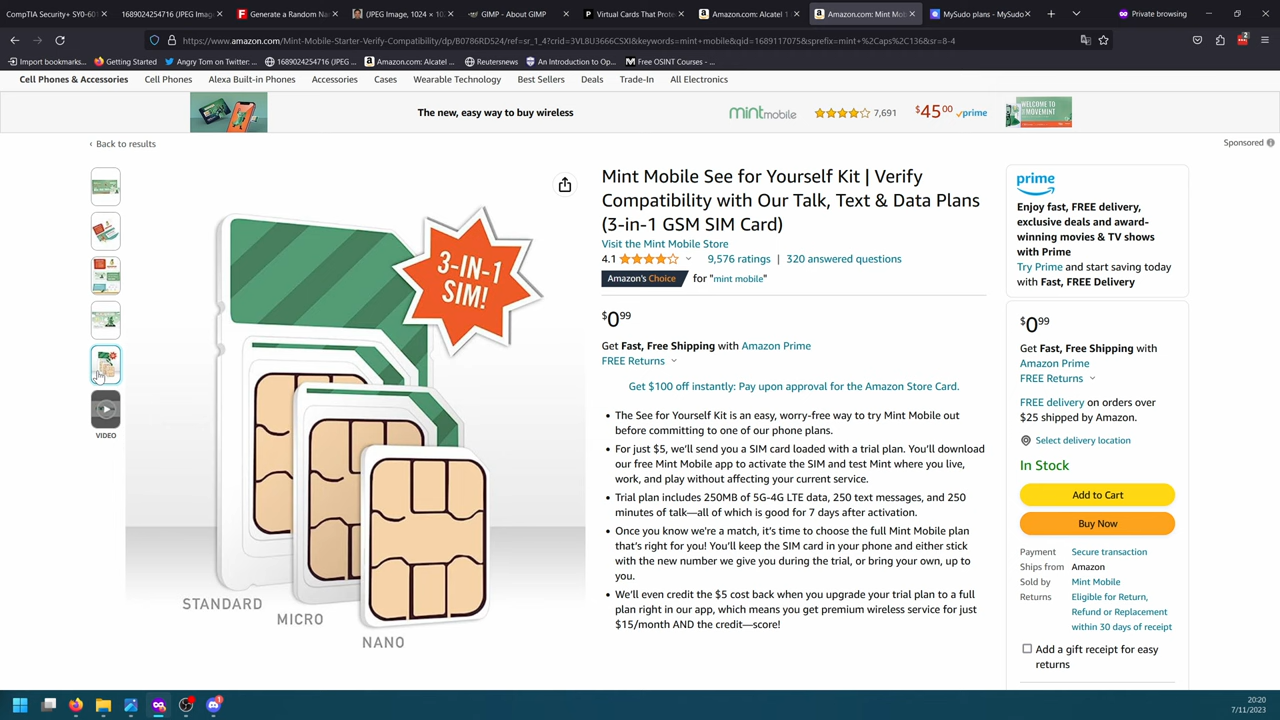 CompTIA Security+ SY0-601
1689024254716 (JPEG Imag
Generate a Random Na
(JPEG Image, 1024 × 10
GIMP - About GIMP
Virtual Cards That Prote
Amazon.com: Alcatel 1
Amazon.com: Mint Mob
MySudo plans - MySudo
Private browsing
https://www.amazon.com/Mint-Mobile-Starter-Verify-Compatibility/dp/B0786RD524/ref=sr_1_4?crid=3VL8U3666CSXI&keywords=mint+mobile&qid=1689117075&sprefix=mint+%2Caps%2C136&sr=8-4
Import bookmarks...
Getting Started
Angry Tom on Twitter: ...
1689024254716 (JPEG ...
Amazon.com: Alcatel ...
Reutersnews
An Introduction to Op...
Free OSINT Courses - ...
Cell Phones & Accessories
Cell Phones
Alexa Built-in Phones
Accessories
Cases
Wearable Technology
Best Sellers
Deals
Trade-In
All Electronics
The new, easy way to buy wireless
mintmobile
7,691
$45⁰⁰
prime
WELCOME TO
‹ Back to results
Sponsored
Mint Mobile See for Yourself Kit | Verify
Compatibility with Our Talk, Text & Data Plans
(3-in-1 GSM SIM Card)
Visit the Mint Mobile Store
4.1
9,576 ratings | 320 answered questions
Amazon's Choice for "mint mobile"
$0⁹⁹
Get Fast, Free Shipping with Amazon Prime
FREE Returns
Get $100 off instantly: Pay upon approval for the Amazon Store Card.
• The See for Yourself Kit is an easy, worry-free way to try Mint Mobile out
before committing to one of our phone plans.
• For just $5, we'll send you a SIM card loaded with a trial plan. You'll download
our free Mint Mobile app to activate the SIM and test Mint where you live,
work, and play without affecting your current service.
• Trial plan includes 250MB of 5G-4G LTE data, 250 text messages, and 250
minutes of talk—all of which is good for 7 days after activation.
• Once you know we're a match, it's time to choose the full Mint Mobile plan
that's right for you! You'll keep the SIM card in your phone and either stick
with the new number we give you during the trial, or bring your own, up to
you.
• We'll even credit the $5 cost back when you upgrade your trial plan to a full
plan right in our app, which means you get premium wireless service for just
$15/month AND the credit—score!
3-IN-1
SIM!
STANDARD
MICRO
NANO
VIDEO
prime
Enjoy fast, FREE delivery,
exclusive deals and award-
winning movies & TV shows
with Prime
Try Prime and start saving today
with Fast, FREE Delivery
$0⁹⁹
Get Fast, Free Shipping with
Amazon Prime
FREE Returns
FREE delivery on orders over
$25 shipped by Amazon.
Select delivery location
In Stock
Add to Cart
Buy Now
Payment Secure transaction
Ships from Amazon
Sold by Mint Mobile
Returns Eligible for Return,
Refund or Replacement
within 30 days of receipt
Add a gift receipt for easy
returns
20:20
7/11/2023